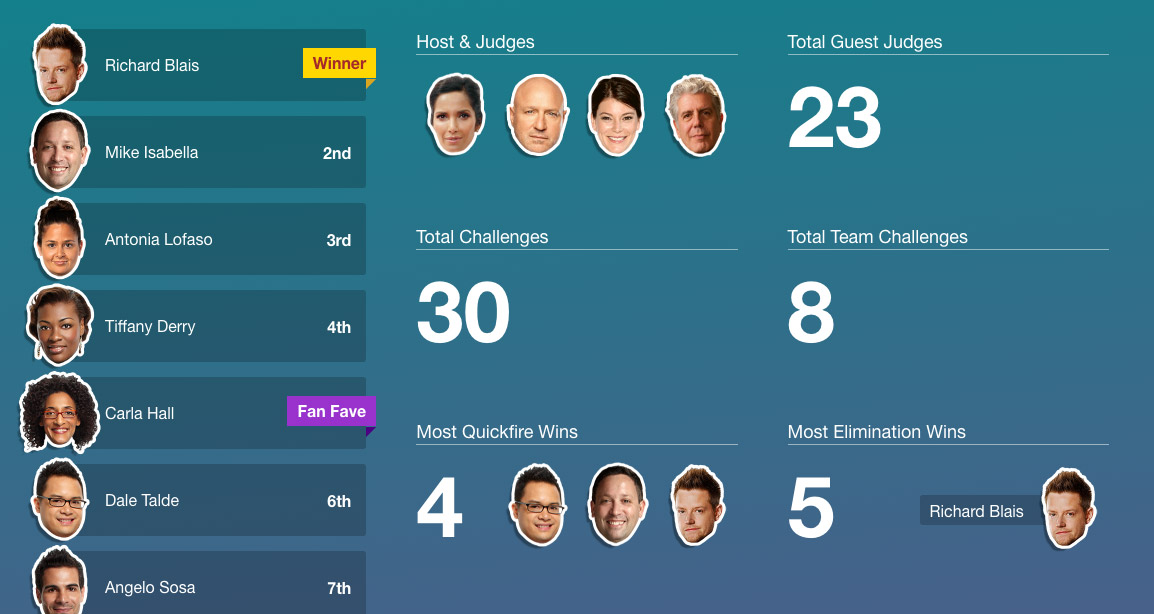 Richard Blais
Winner
Mike Isabella
2nd
Antonia Lofaso
3rd
Tiffany Derry
4th
Carla Hall
Fan Fave
Dale Talde
6th
Angelo Sosa
7th
Host & Judges
Total Guest Judges
23
Total Challenges
30
Total Team Challenges
8
Most Quickfire Wins
4
Most Elimination Wins
5
Richard Blais